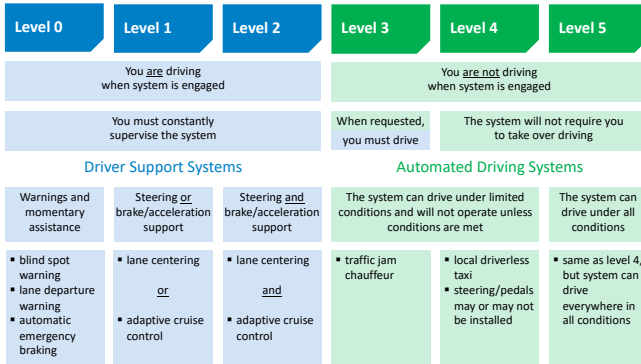 Level 0
Level 1
Level 2
Level 3
Level 4
Level 5
You are driving
when system is engaged
You are not driving
when system is engaged
You must constantly
supervise the system
When requested,
you must drive
The system will not require you
to take over driving
Driver Support Systems
Automated Driving Systems
Warnings and
momentary
assistance
Steering or
brake/acceleration
support
Steering and
brake/acceleration
support
The system can drive under limited
conditions and will not operate unless
conditions are met
The system can
drive under all
conditions
▪ blind spot
warning
▪ lane departure
warning
▪ automatic
emergency
braking
▪ lane centering
or
▪ adaptive cruise
control
▪ lane centering
and
▪ adaptive cruise
control
▪ traffic jam
chauffeur
▪ local driverless
taxi
▪ steering/pedals
may or may not
be installed
▪ same as level 4,
but system can
drive
everywhere in
all conditions